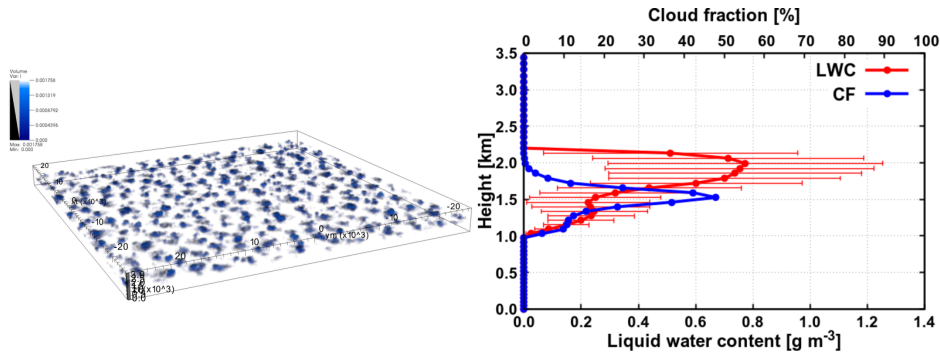 Volume
Var: l
0.001758
0.001319
0.0008792
0.0004396
0.000
Max: 0.001758
Min: 0.000
20
10
-10
-20
20
10
0
ym (x10^3)
-10
-20
(x10^3)
Cloud fraction [%]
0 10 20 30 40 50 60 70 80 90 100
LWC
CF
Height [km]
3.5
3.0
2.5
2.0
1.5
1.0
0.5
0.0
0.0 0.2 0.4 0.6 0.8 1.0 1.2 1.4
Liquid water content [g m⁻³]